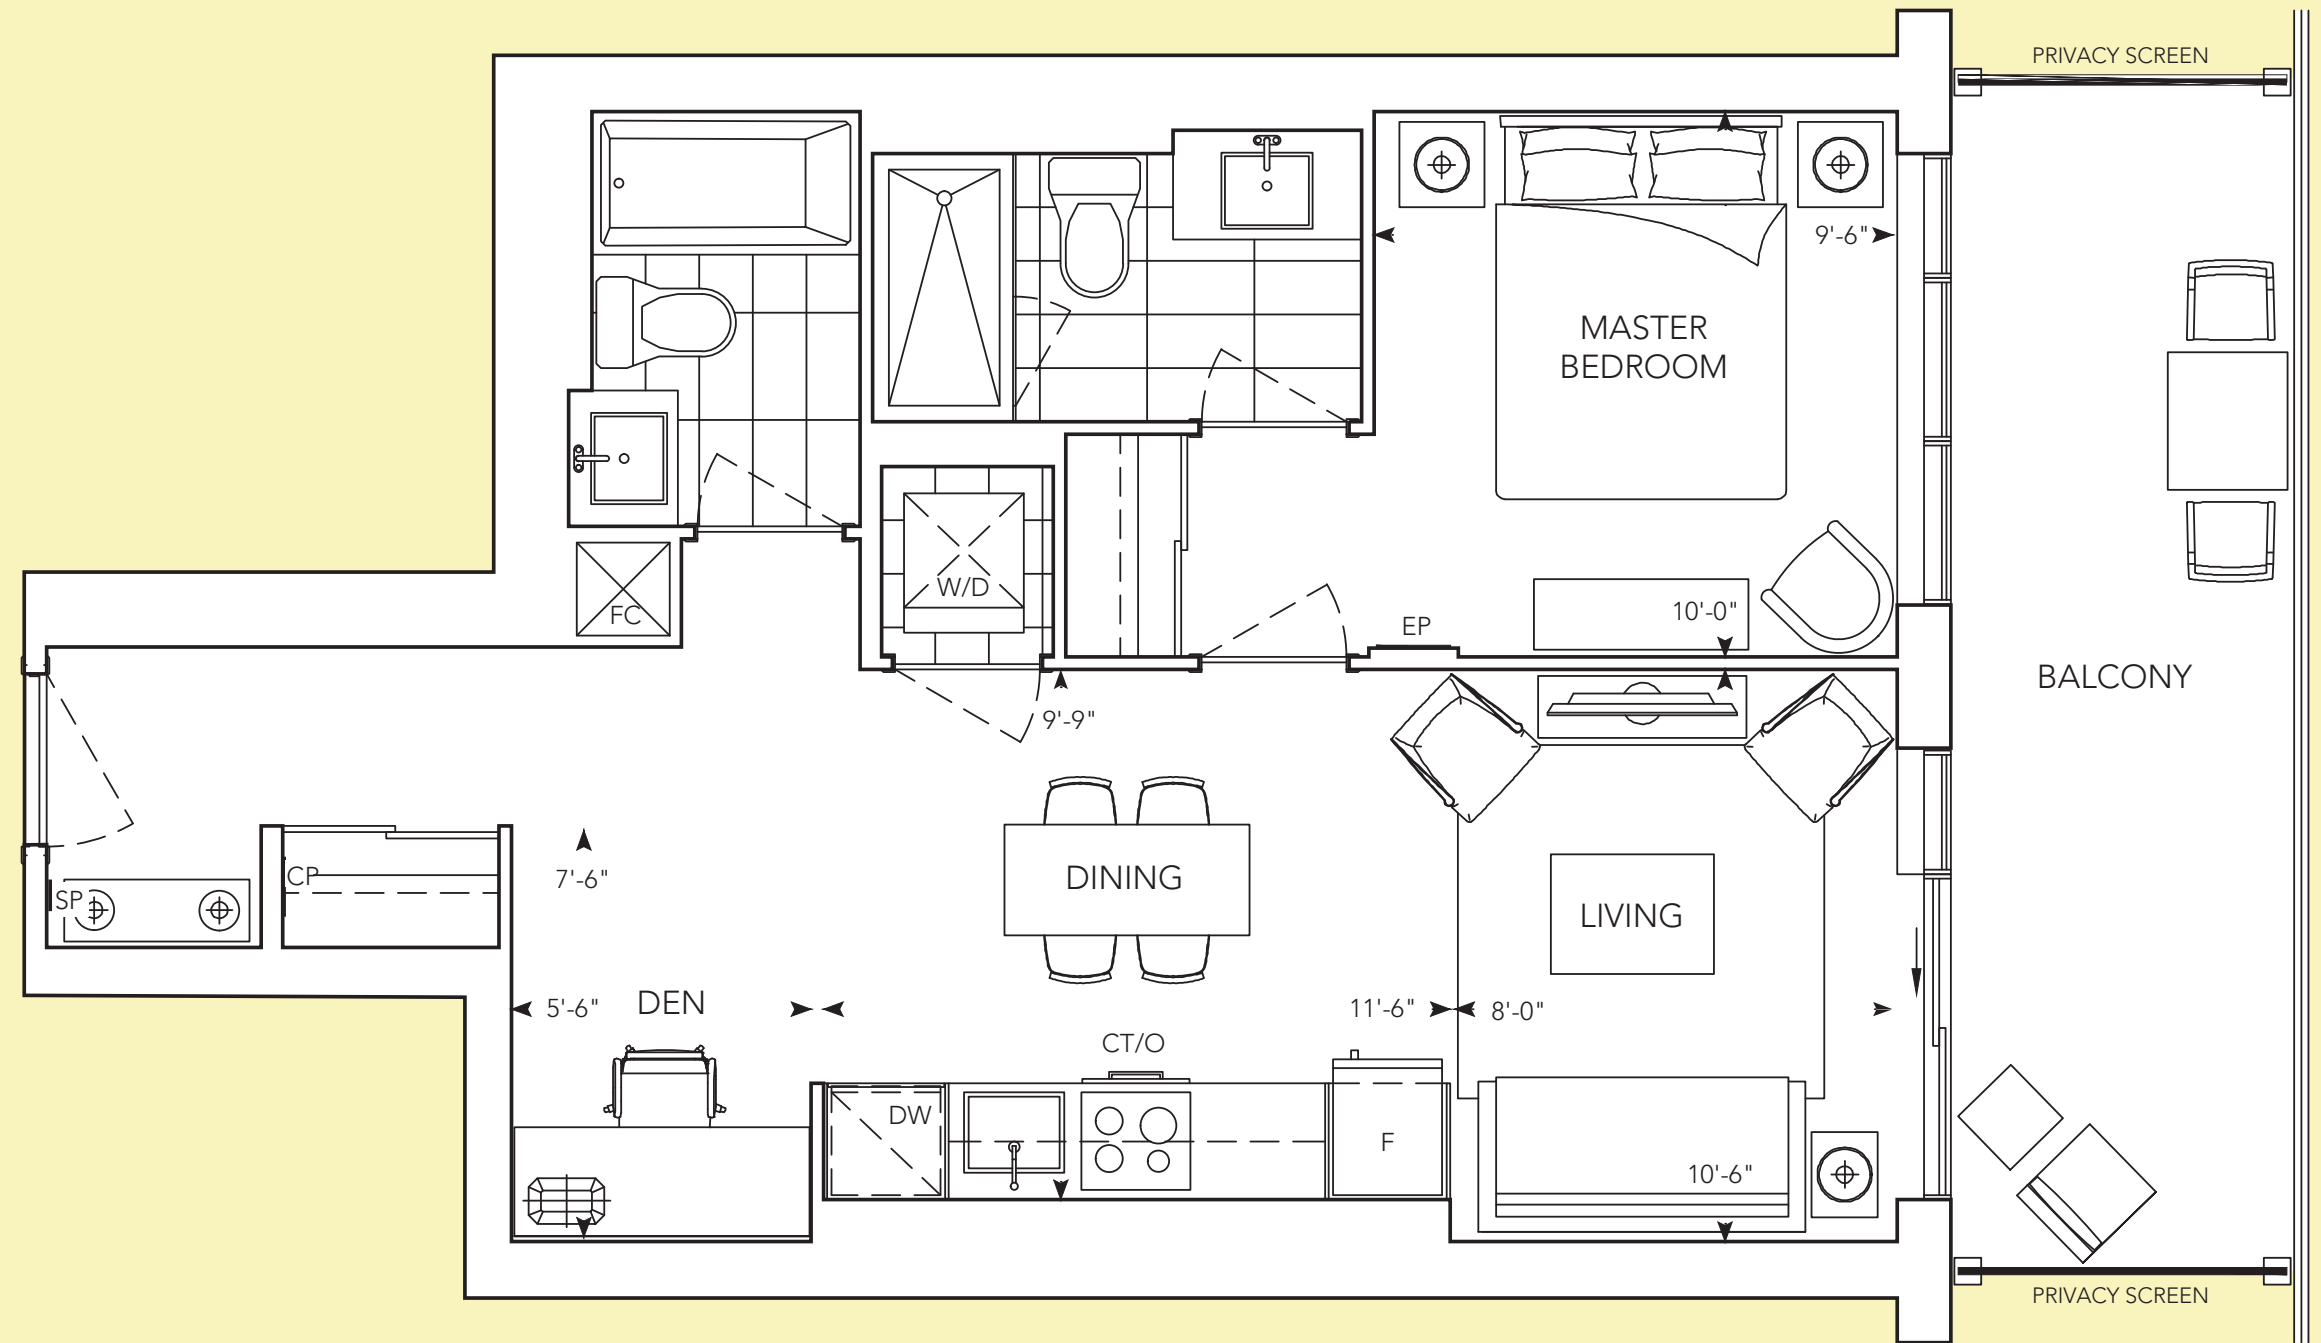 PRIVACY SCREEN
9'-6"
MASTER
BEDROOM
W/D
FC
10'-0"
EP
BALCONY
9'-9"
CP
7'-6"
DINING
SP
LIVING
5'-6"
DEN
11'-6"
8'-0"
CT/O
DW
F
10'-6"
PRIVACY SCREEN